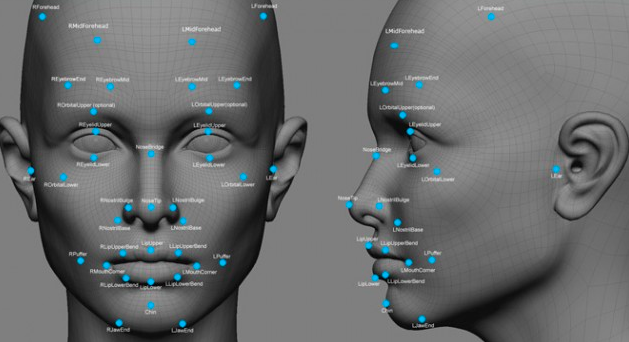 RForehead
LForehead
RMidForehead
LMidForehead
REyebrowEnd
REyebrowMid
LEyebrowMid
LEyebrowEnd
ROrbitalUpper(optional)
LOrbitalUpper(optional)
REyelidUpper
LEyelidUpper
NoseBridge
REyelidLower
LEyelidLower
REar
ROrbitalLower
LOrbitalLower
LEar
RNostrilBulge
NoseTip
LNostrilBulge
RNostrilBase
LNostrilBase
RPuffer
RLipUpperBend
LipUpper
LLipUpperBend
LPuffer
RMouthCorner
LMouthCorner
RLipLowerBend
LipLower
LLipLowerBend
Chin
RJawEnd
LJawEnd
LForehead
LMidForehead
LEyebrowMid
LEyebrowEnd
LOrbitalUpper(optional)
LEyelidUpper
NoseBridge
LEyelidLower
LOrbitalLower
LEar
NoseTip
LNostrilBulge
LNostrilBase
LipUpper
LLipUpperBend
LPuffer
LMouthCorner
LipLower
LLipLowerBend
Chin
LJawEnd